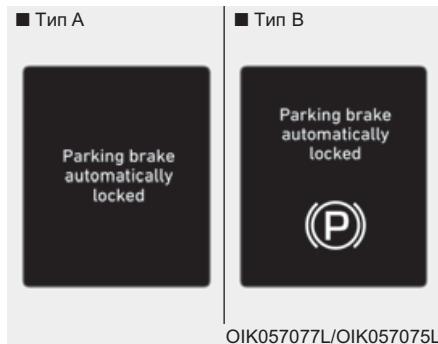 ■ Тип A
Parking brake
automatically
locked
■ Тип B
Parking brake
automatically
locked
P
OIK057077L/OIK057075L